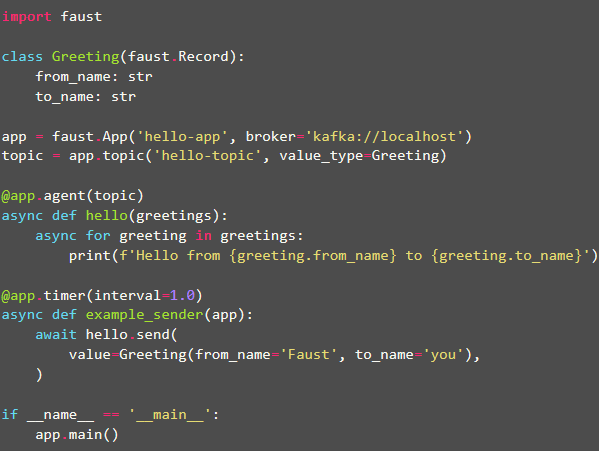 import faust

class Greeting(faust.Record):
    from_name: str
    to_name: str

app = faust.App('hello-app', broker='kafka://localhost')
topic = app.topic('hello-topic', value_type=Greeting)

@app.agent(topic)
async def hello(greetings):
    async for greeting in greetings:
        print(f'Hello from {greeting.from_name} to {greeting.to_name}')

@app.timer(interval=1.0)
async def example_sender(app):
    await hello.send(
        value=Greeting(from_name='Faust', to_name='you'),
    )

if __name__ == '__main__':
    app.main()